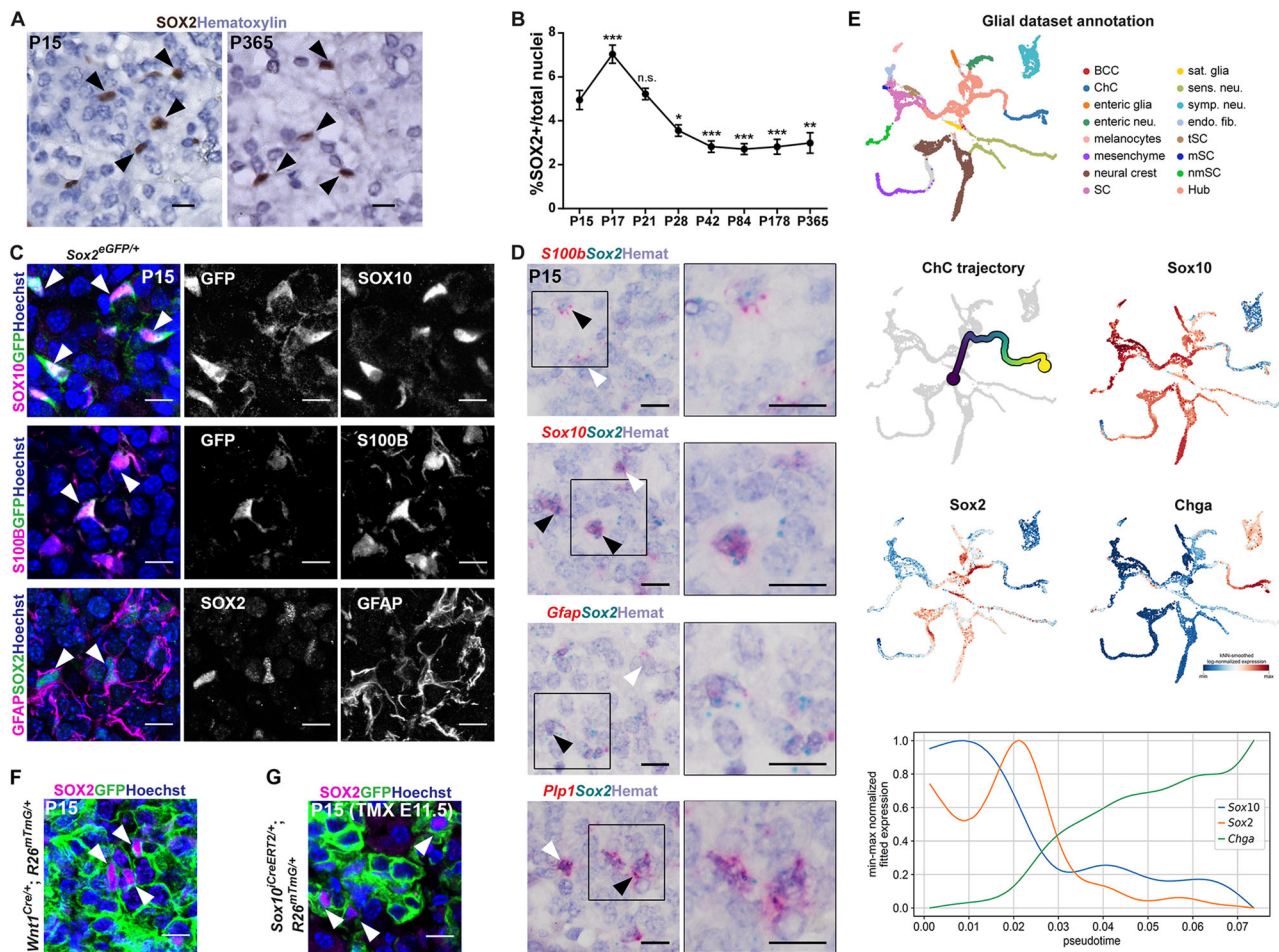 A
SOX2Hematoxylin
P15
P365
B
%SOX2+/total nuclei
8
6
4
2
0
***
n.s.
*
***
***
***
**
P15 P17 P21 P28 P42 P84 P178 P365
C
Sox2eGFP/+
P15
GFP
SOX10
SOX10GFPHoechst
GFP
S100B
S100BGFPHoechst
SOX2
GFAP
GFAPSOX2Hoechst
D
S100bSox2Hemat
P15
Sox10Sox2Hemat
GfapSox2Hemat
Plp1Sox2Hemat
E
Glial dataset annotation
BCC
ChC
enteric glia
enteric neu.
melanocytes
mesenchyme
neural crest
SC
sat. glia
sens. neu.
symp. neu.
endo. fib.
tSC
mSC
nmSC
Hub
ChC trajectory
Sox10
Sox2
Chga
kNN-smoothed
log-normalized expression
min
max
min-max normalized
fitted expression
1.0
0.8
0.6
0.4
0.2
0.0
Sox10
Sox2
Chga
0.00 0.01 0.02 0.03 0.04 0.05 0.06 0.07
pseudotime
F
SOX2GFPHoechst
P15
Wnt1Cre/+; R26mTmG/+
G
SOX2GFPHoechst
P15 (TMX E11.5)
Sox10iCreERT2/+;
R26mTmG/+